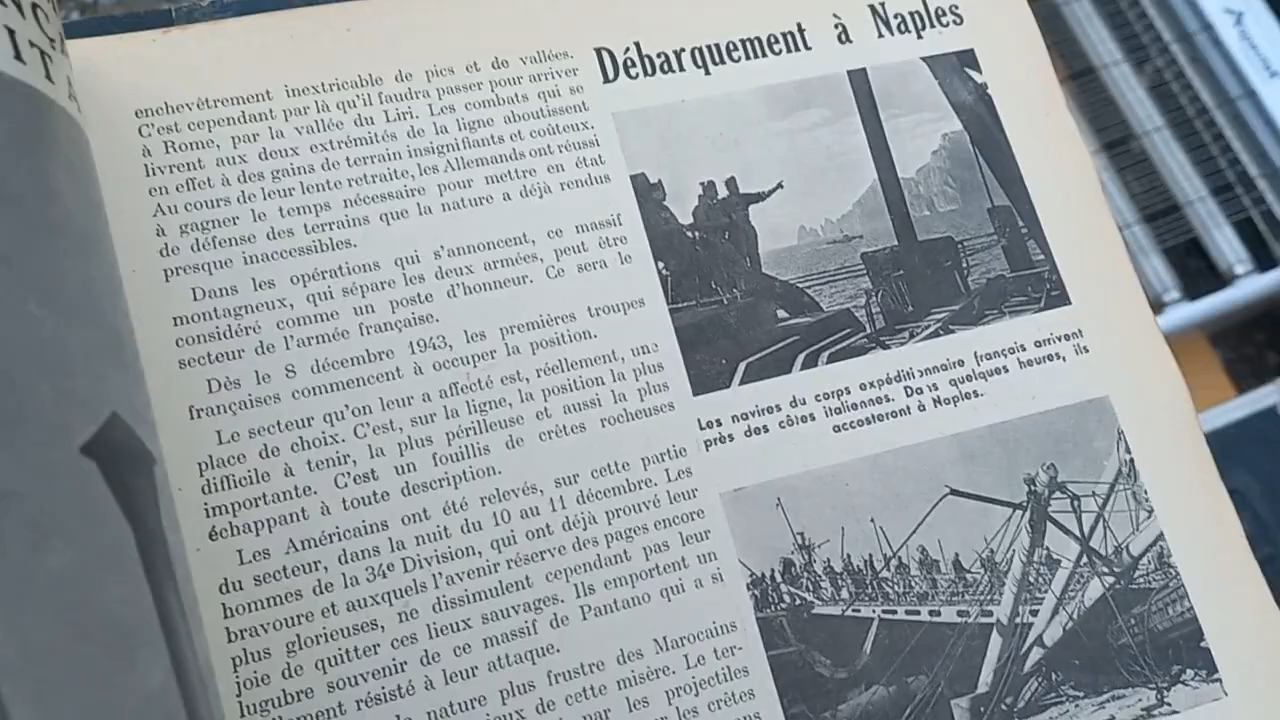 enchevêtrement inextricable de pics et de vallées.
C'est cependant par là qu'il faudra passer pour arriver
à Rome, par la vallée du Liri. Les combats qui se
livrent aux deux extrémités de la ligne aboutissent
en effet à des gains de terrain insignifiants et coûteux.
Au cours de leur lente retraite, les Allemands ont réussi
à gagner le temps nécessaire pour mettre en état
de défense des terrains que la nature a déjà rendus
presque inaccessibles.
Dans les opérations qui s'annoncent, ce massif
montagneux, qui sépare les deux armées, peut être
considéré comme un poste d'honneur. Ce sera le
secteur de l'armée française.
Dès le 8 décembre 1943, les premières troupes
françaises commencent à occuper la position.
Le secteur qu'on leur a affecté est, réellement, une
place de choix. C'est, sur la ligne, la position la plus
difficile à tenir, la plus périlleuse et aussi la plus
importante. C'est un fouillis de crêtes rocheuses
échappant à toute description.
Les Américains ont été relevés, sur cette partie
du secteur, dans la nuit du 10 au 11 décembre. Les
hommes de la 34e Division, qui ont déjà prouvé leur
bravoure et auxquels l'avenir réserve des pages encore
plus glorieuses, ne dissimulent cependant pas leur
joie de quitter ces lieux sauvages. Ils emportent un
lugubre souvenir de ce massif de Pantano qui a si
résisté à leur attaque.
nature plus frustre des Marocains
de cette misère. Le ter-
par les projectiles
les crêtes
Débarquement à Naples
Les navires du corps expéditionnaire français arrivent
près des côtes italiennes. Dans quelques heures, ils
accosteront à Naples.